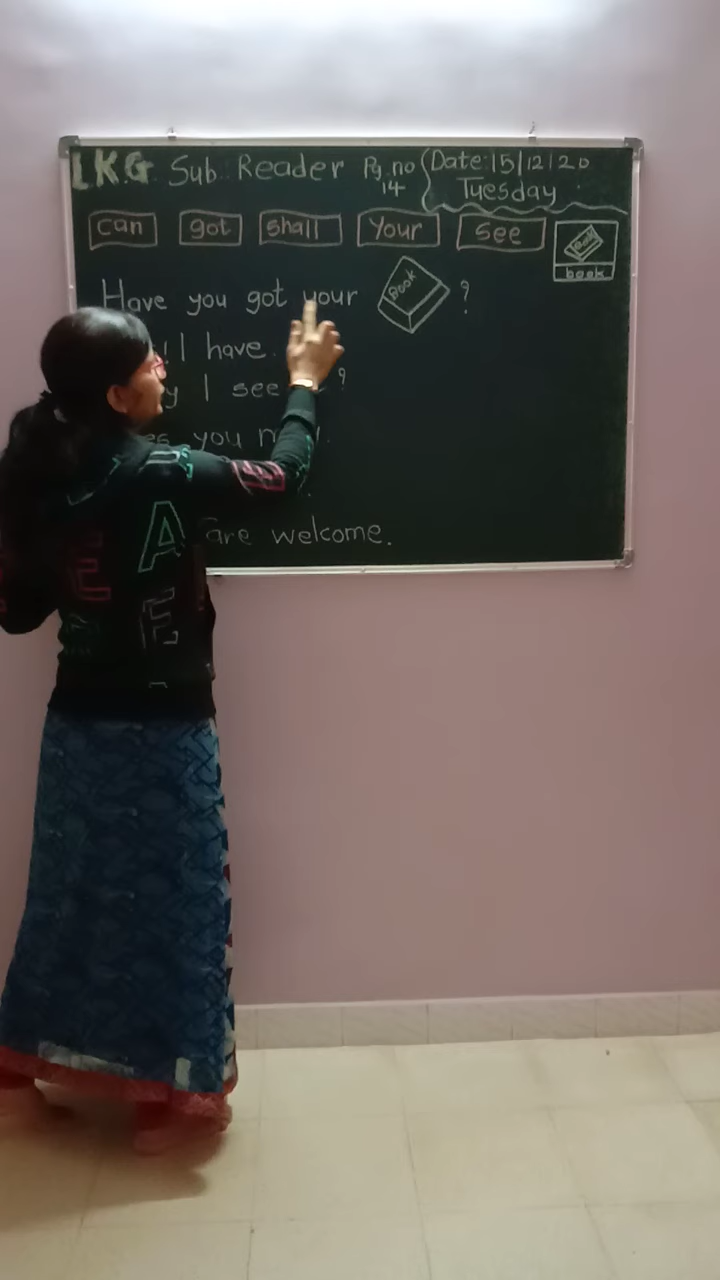 L.K.G. Sub: Reader Pg. no 14
Date: 15/12/20
Tuesday
can got shall your see
Book
book
Have you got your Book ?
I have.
I see ?
you
are welcome.
A
E